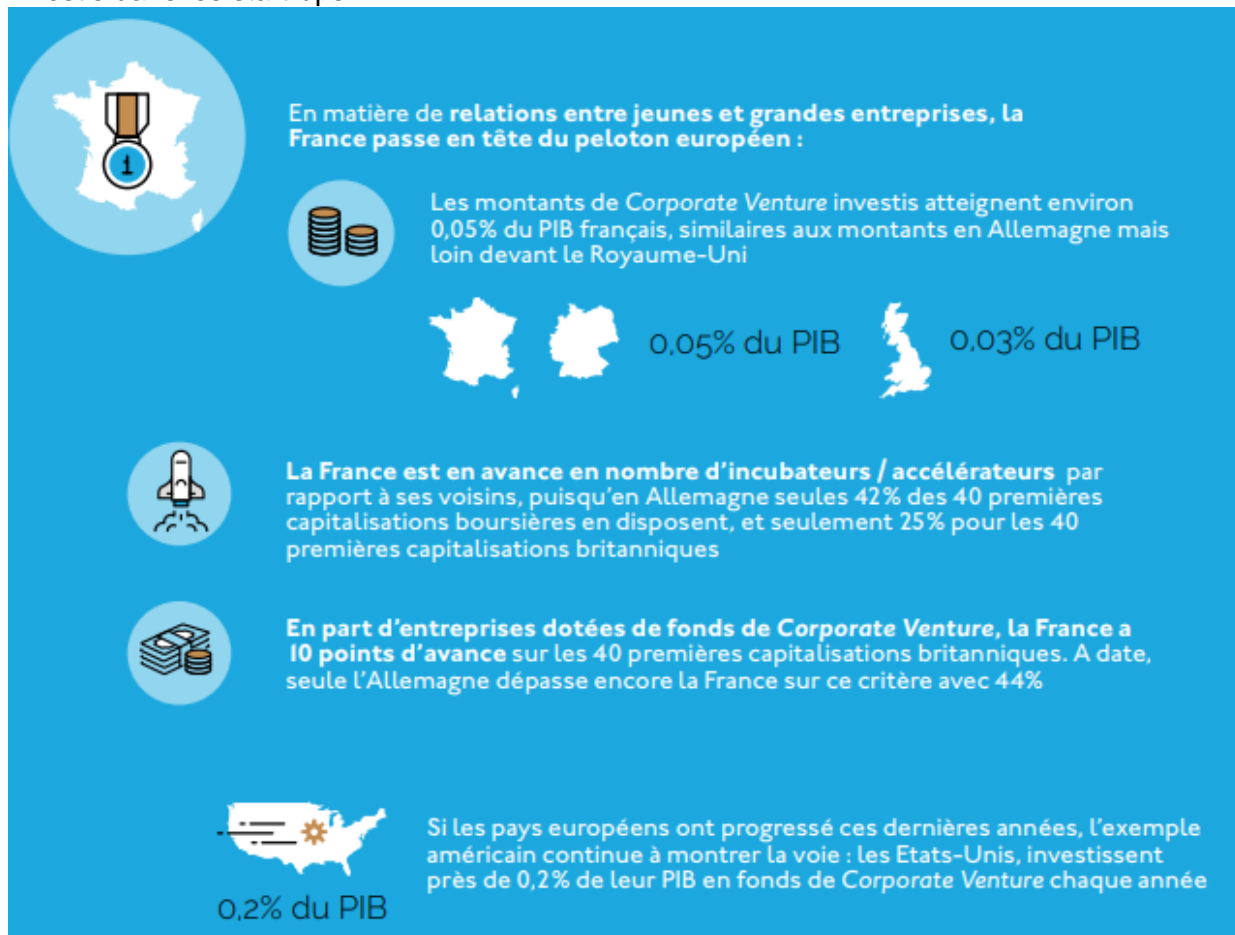 1
En matière de relations entre jeunes et grandes entreprises, la
France passe en tête du peloton européen :
Les montants de Corporate Venture investis atteignent environ
0,05% du PIB français, similaires aux montants en Allemagne mais
loin devant le Royaume-Uni
0,05% du PIB
0,03% du PIB
La France est en avance en nombre d'incubateurs / accélérateurs par
rapport à ses voisins, puisqu'en Allemagne seules 42% des 40 premières
capitalisations boursières en disposent, et seulement 25% pour les 40
premières capitalisations britanniques
En part d'entreprises dotées de fonds de Corporate Venture, la France a
10 points d'avance sur les 40 premières capitalisations britanniques. A date,
seule l'Allemagne dépasse encore la France sur ce critère avec 44%
Si les pays européens ont progressé ces dernières années, l'exemple
américain continue à montrer la voie : les Etats-Unis, investissent
près de 0,2% de leur PIB en fonds de Corporate Venture chaque année
0,2% du PIB